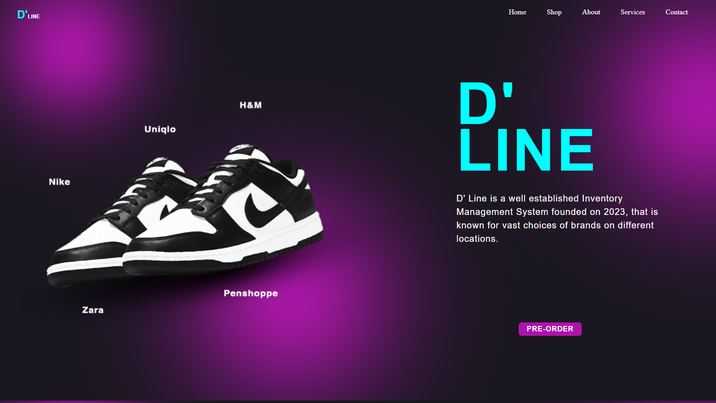 D'LINE
Home Shop About Services Contact
H&M
Uniqlo
Nike
Penshoppe
Zara
D'
LINE
D' Line is a well established Inventory
Management System founded on 2023, that is
known for vast choices of brands on different
locations.
PRE-ORDER